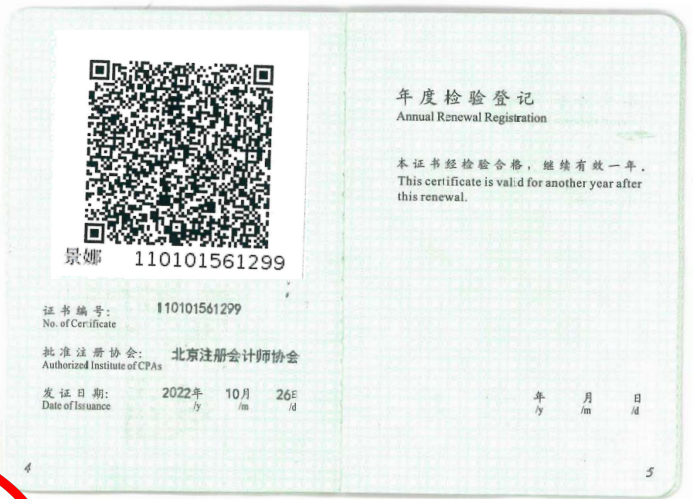 景娜 110101561299
证书编号: 110101561299
No. of Certificate
批准注册协会: 北京注册会计师协会
Authorized Institute of CPAs
发证日期: 2022年 10月 26日
Date of Issuance /y /m /d
4
年度检验登记
Annual Renewal Registration
本证书经检验合格，继续有效一年.
This certificate is valid for another year after
this renewal.
年 月 日
/y /m /d
5